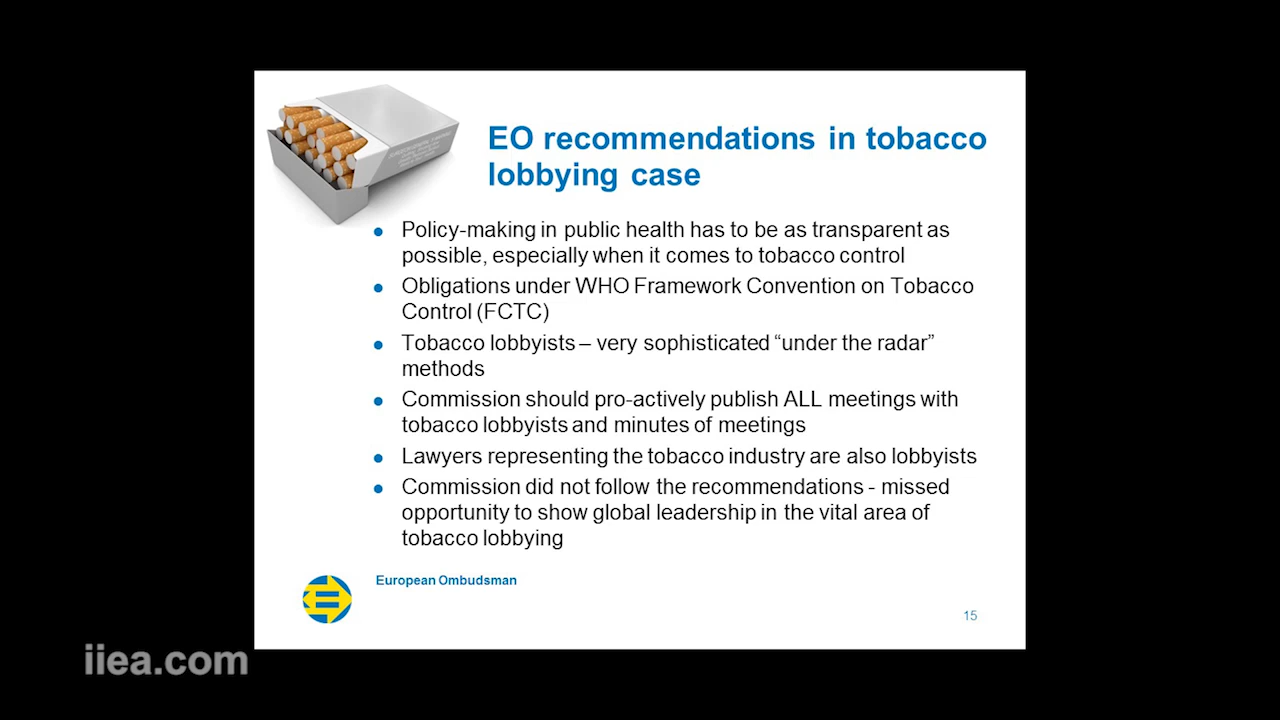 EO recommendations in tobacco
lobbying case
● Policy-making in public health has to be as transparent as
possible, especially when it comes to tobacco control
● Obligations under WHO Framework Convention on Tobacco
Control (FCTC)
● Tobacco lobbyists – very sophisticated “under the radar”
methods
● Commission should pro-actively publish ALL meetings with
tobacco lobbyists and minutes of meetings
● Lawyers representing the tobacco industry are also lobbyists
● Commission did not follow the recommendations - missed
opportunity to show global leadership in the vital area of
tobacco lobbying
European Ombudsman
15
iiea.com